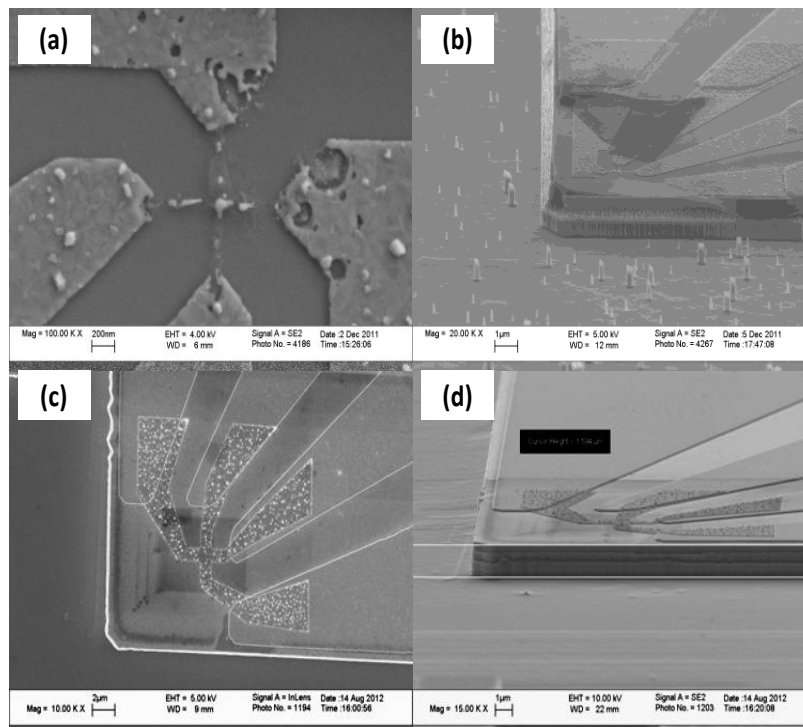 (a)
Mag = 100.00 K X 200nm EHT = 4.00 kV Signal A = SE2 Date :2 Dec 2011
WD = 6 mm Photo No. = 4186 Time :15:26:06
(b)
Mag = 20.00 K X 1µm EHT = 5.00 kV Signal A = SE2 Date :5 Dec 2011
WD = 12 mm Photo No. = 4267 Time :17:47:08
(c)
Mag = 10.00 K X 2µm EHT = 5.00 kV Signal A = InLens Date :14 Aug 2012
WD = 9 mm Photo No. = 1194 Time :16:00:56
(d)
Mag = 15.00 K X 1µm EHT = 10.00 kV Signal A = SE2 Date :14 Aug 2012
WD = 22 mm Photo No. = 1203 Time :16:20:08